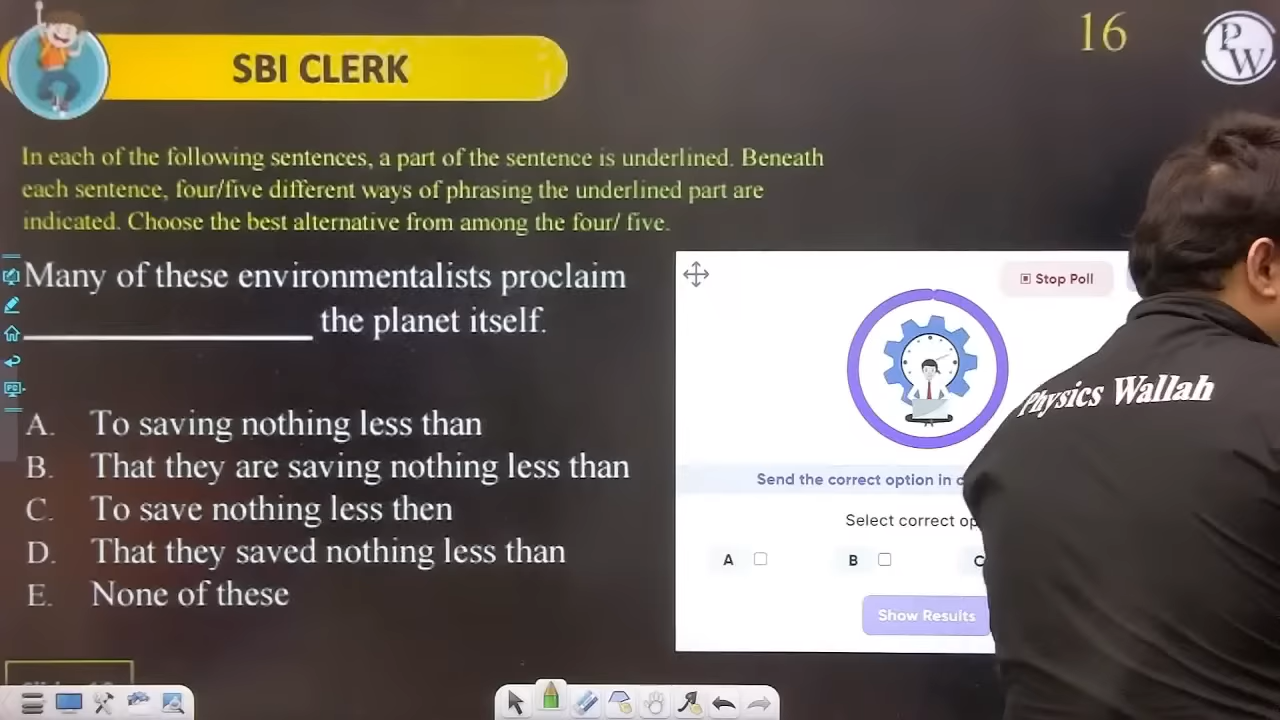 SBI CLERK
16
PW
In each of the following sentences, a part of the sentence is underlined. Beneath
each sentence, four/five different ways of phrasing the underlined part are
indicated. Choose the best alternative from among the four/ five.
Many of these environmentalists proclaim
the planet itself.
A. To saving nothing less than
B. That they are saving nothing less than
C. To save nothing less then
D. That they saved nothing less than
E. None of these
Stop Poll
Send the correct option in
Select correct
A
B
C
Show Results
Physics Wallah